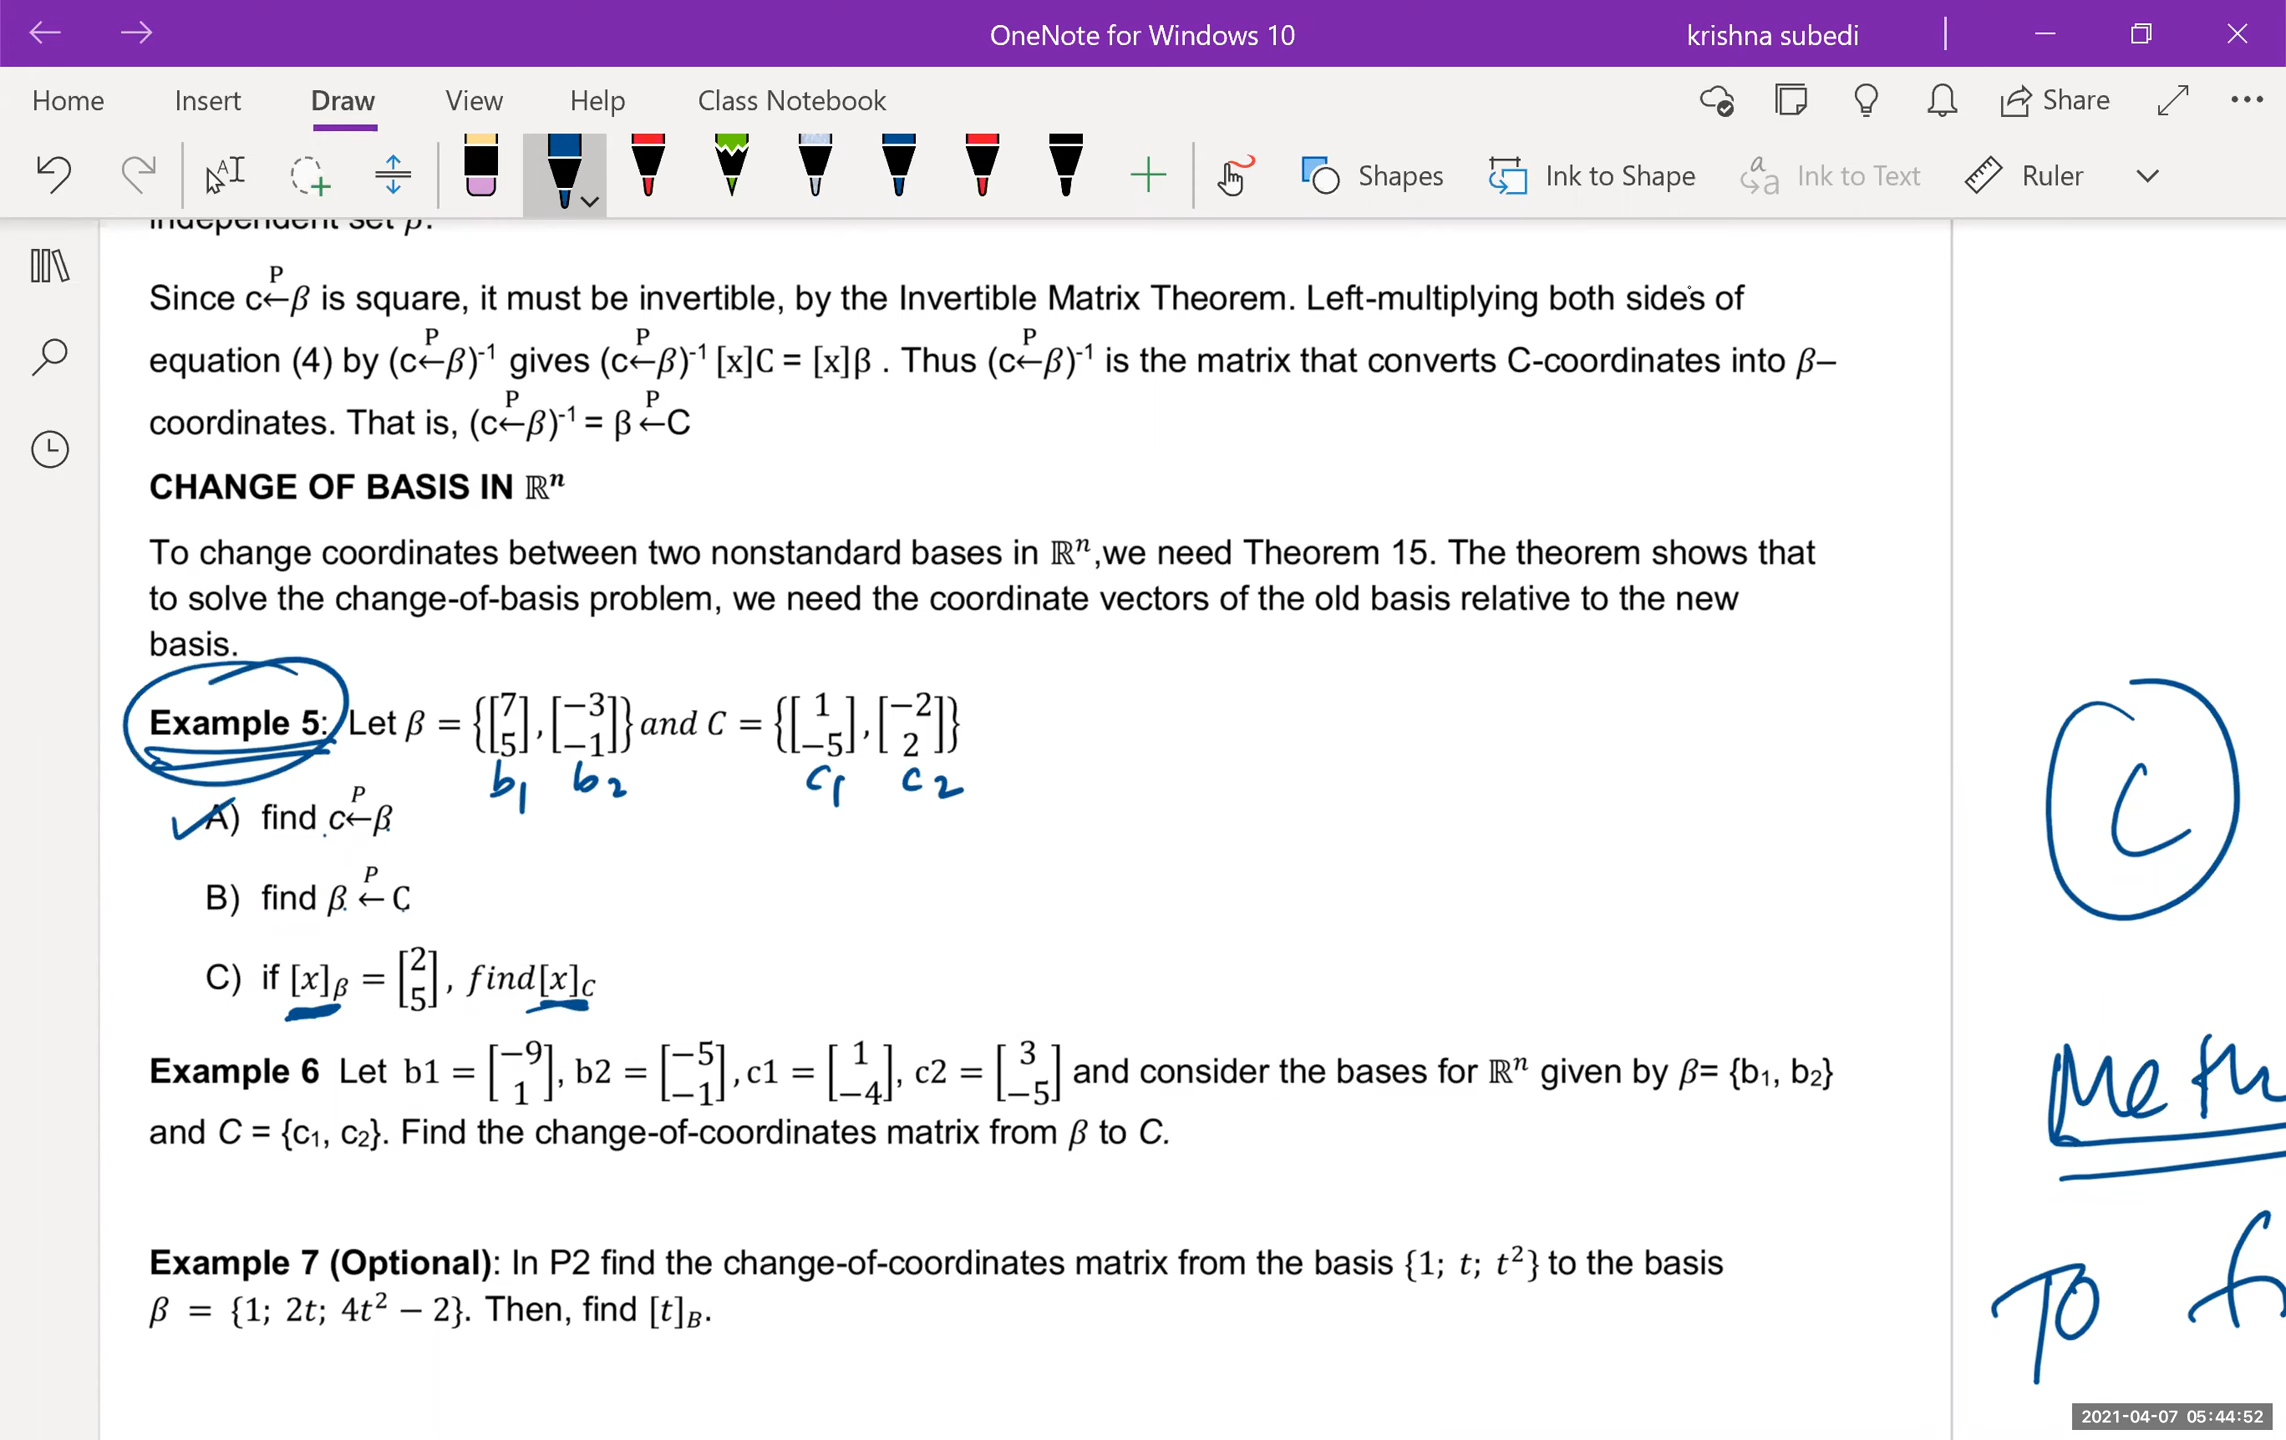 OneNote for Windows 10
krishna subedi
Home Insert Draw View Help Class Notebook Share
Shapes Ink to Shape Ink to Text Ruler
independent set β.
Since c P← β is square, it must be invertible, by the Invertible Matrix Theorem. Left-multiplying both sides of
equation (4) by (c P← β)⁻¹ gives (c P← β)⁻¹ [x]C = [x]β . Thus (c P← β)⁻¹ is the matrix that converts C-coordinates into β–
coordinates. That is, (c P← β)⁻¹ = β P← C
CHANGE OF BASIS IN ℝⁿ
To change coordinates between two nonstandard bases in ℝⁿ,we need Theorem 15. The theorem shows that
to solve the change-of-basis problem, we need the coordinate vectors of the old basis relative to the new
basis.
Example 5: Let β = {[7 5], [−3 −1]} and C = {[1 −5], [−2 2]}
b1 b2 c1 c2
A) find c P← β
B) find β P← C
C) if [x]β = [2 5], find[x]C
Example 6 Let b1 = [−9 1], b2 = [−5 −1], c1 = [1 −4], c2 = [3 −5] and consider the bases for ℝⁿ given by β= {b₁, b₂}
and C = {c₁, c₂}. Find the change-of-coordinates matrix from β to C.
Example 7 (Optional): In P2 find the change-of-coordinates matrix from the basis {1; t; t²} to the basis
β = {1; 2t; 4t² − 2}. Then, find [t]B.
C
Meth
To f
2021-04-07 05:44:52